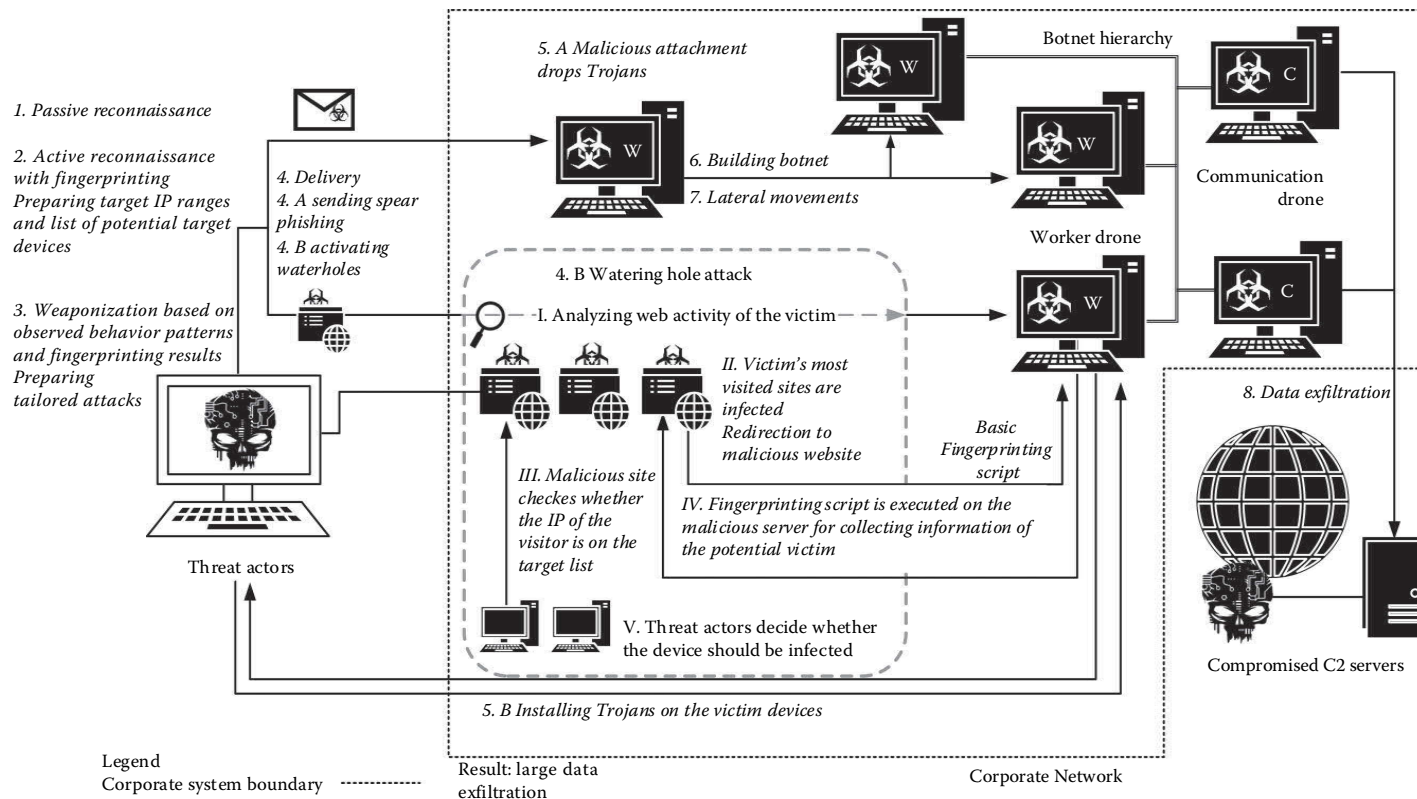 1. Passive reconnaissance
2. Active reconnaissance
with fingerprinting
Preparing target IP ranges
and list of potential target
devices
3. Weaponization based on
observed behavior patterns
and fingerprinting results
Preparing
tailored attacks
Threat actors
4. Delivery
4. A sending spear
phishing
4. B activating
waterholes
5. A Malicious attachment
drops Trojans
W
W
W
W
6. Building botnet
7. Lateral movements
Botnet hierarchy
C
C
Communication
drone
Worker drone
4. B Watering hole attack
I. Analyzing web activity of the victim
II. Victim's most
visited sites are
infected
Redirection to
malicious website
III. Malicious site
checkes whether
the IP of the
visitor is on the
target list
Basic
Fingerprinting
script
IV. Fingerprinting script is executed on the
malicious server for collecting information of
the potential victim
V. Threat actors decide whether
the device should be infected
5. B Installing Trojans on the victim devices
8. Data exfiltration
Compromised C2 servers
Legend
Corporate system boundary
Result: large data
exfiltration
Corporate Network